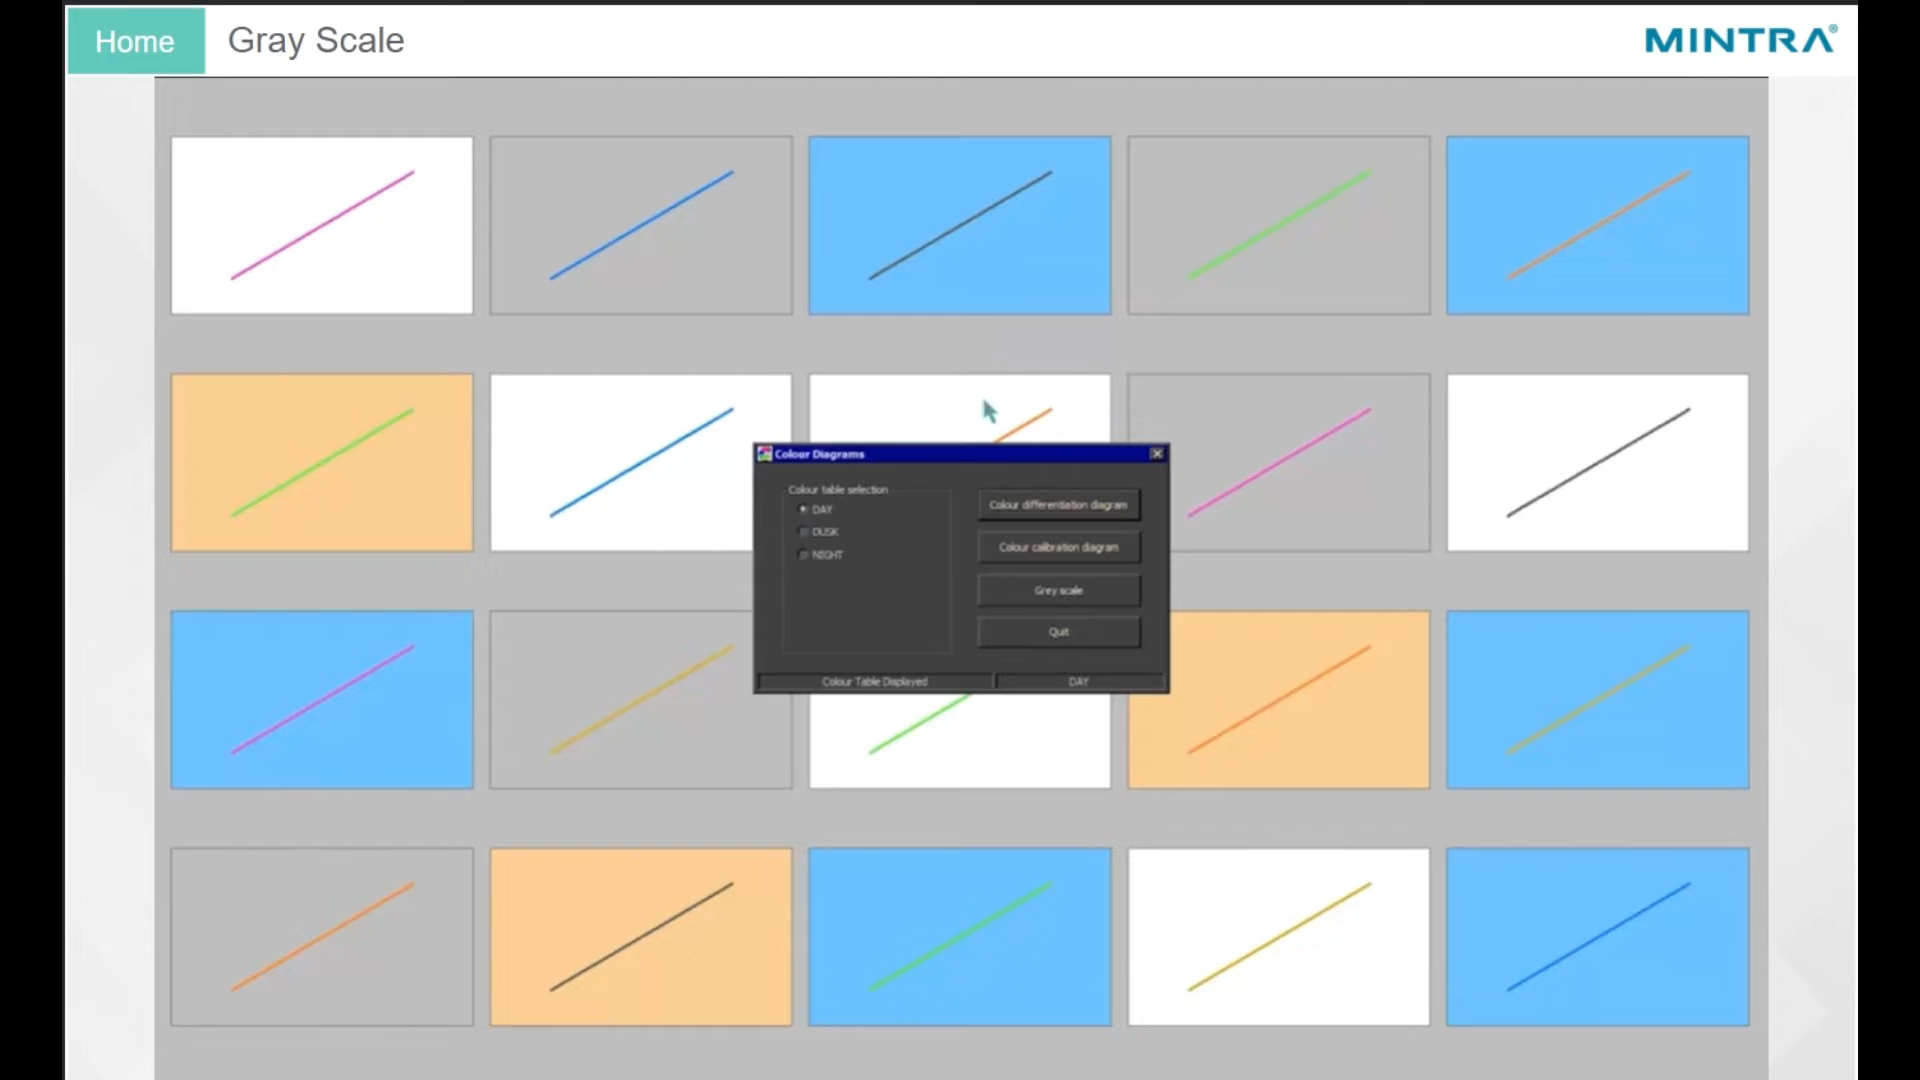 Home
Gray Scale
MINTRA®
Colour Diagrams
Colour table selection
DAY
DUSK
NIGHT
Colour differentiation diagram
Colour calibration diagram
Grey scale
Quit
Colour Table Displayed
DAY